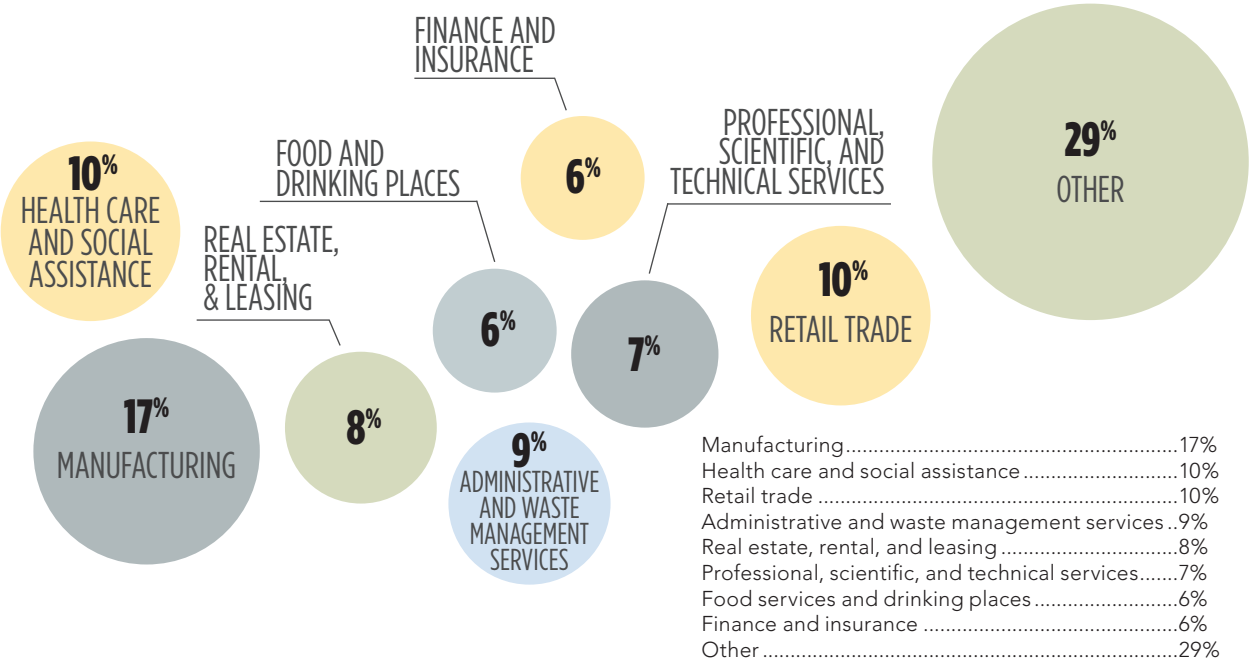 FINANCE AND
INSURANCE
6%
FOOD AND
DRINKING PLACES
6%
PROFESSIONAL,
SCIENTIFIC, AND
TECHNICAL SERVICES
7%
29%
OTHER
10%
HEALTH CARE
AND SOCIAL
ASSISTANCE
REAL ESTATE,
RENTAL,
& LEASING
8%
10%
RETAIL TRADE
17%
MANUFACTURING
9%
ADMINISTRATIVE
AND WASTE
MANAGEMENT
SERVICES
Manufacturing..........................................................17%
Health care and social assistance..........................10%
Retail trade ..............................................................10%
Administrative and waste management services ..9%
Real estate, rental, and leasing ..............................8%
Professional, scientific, and technical services.......7%
Food services and drinking places ........................6%
Finance and insurance ...........................................6%
Other ........................................................................29%